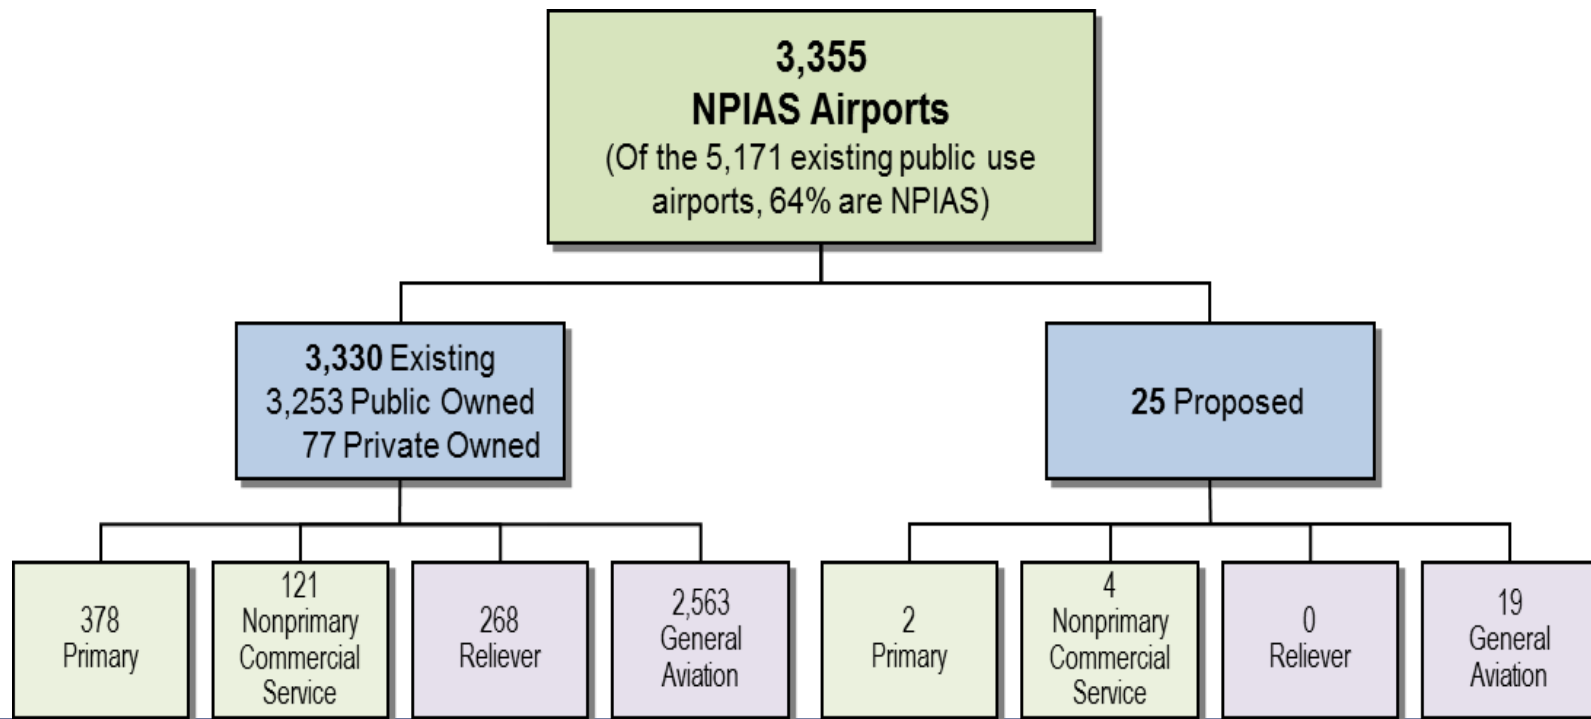 3,355
NPIAS Airports
(Of the 5,171 existing public use
airports, 64% are NPIAS)
3,330 Existing
3,253 Public Owned
77 Private Owned
25 Proposed
378
Primary
121
Nonprimary
Commercial
Service
268
Reliever
2,563
General
Aviation
2
Primary
4
Nonprimary
Commercial
Service
0
Reliever
19
General
Aviation